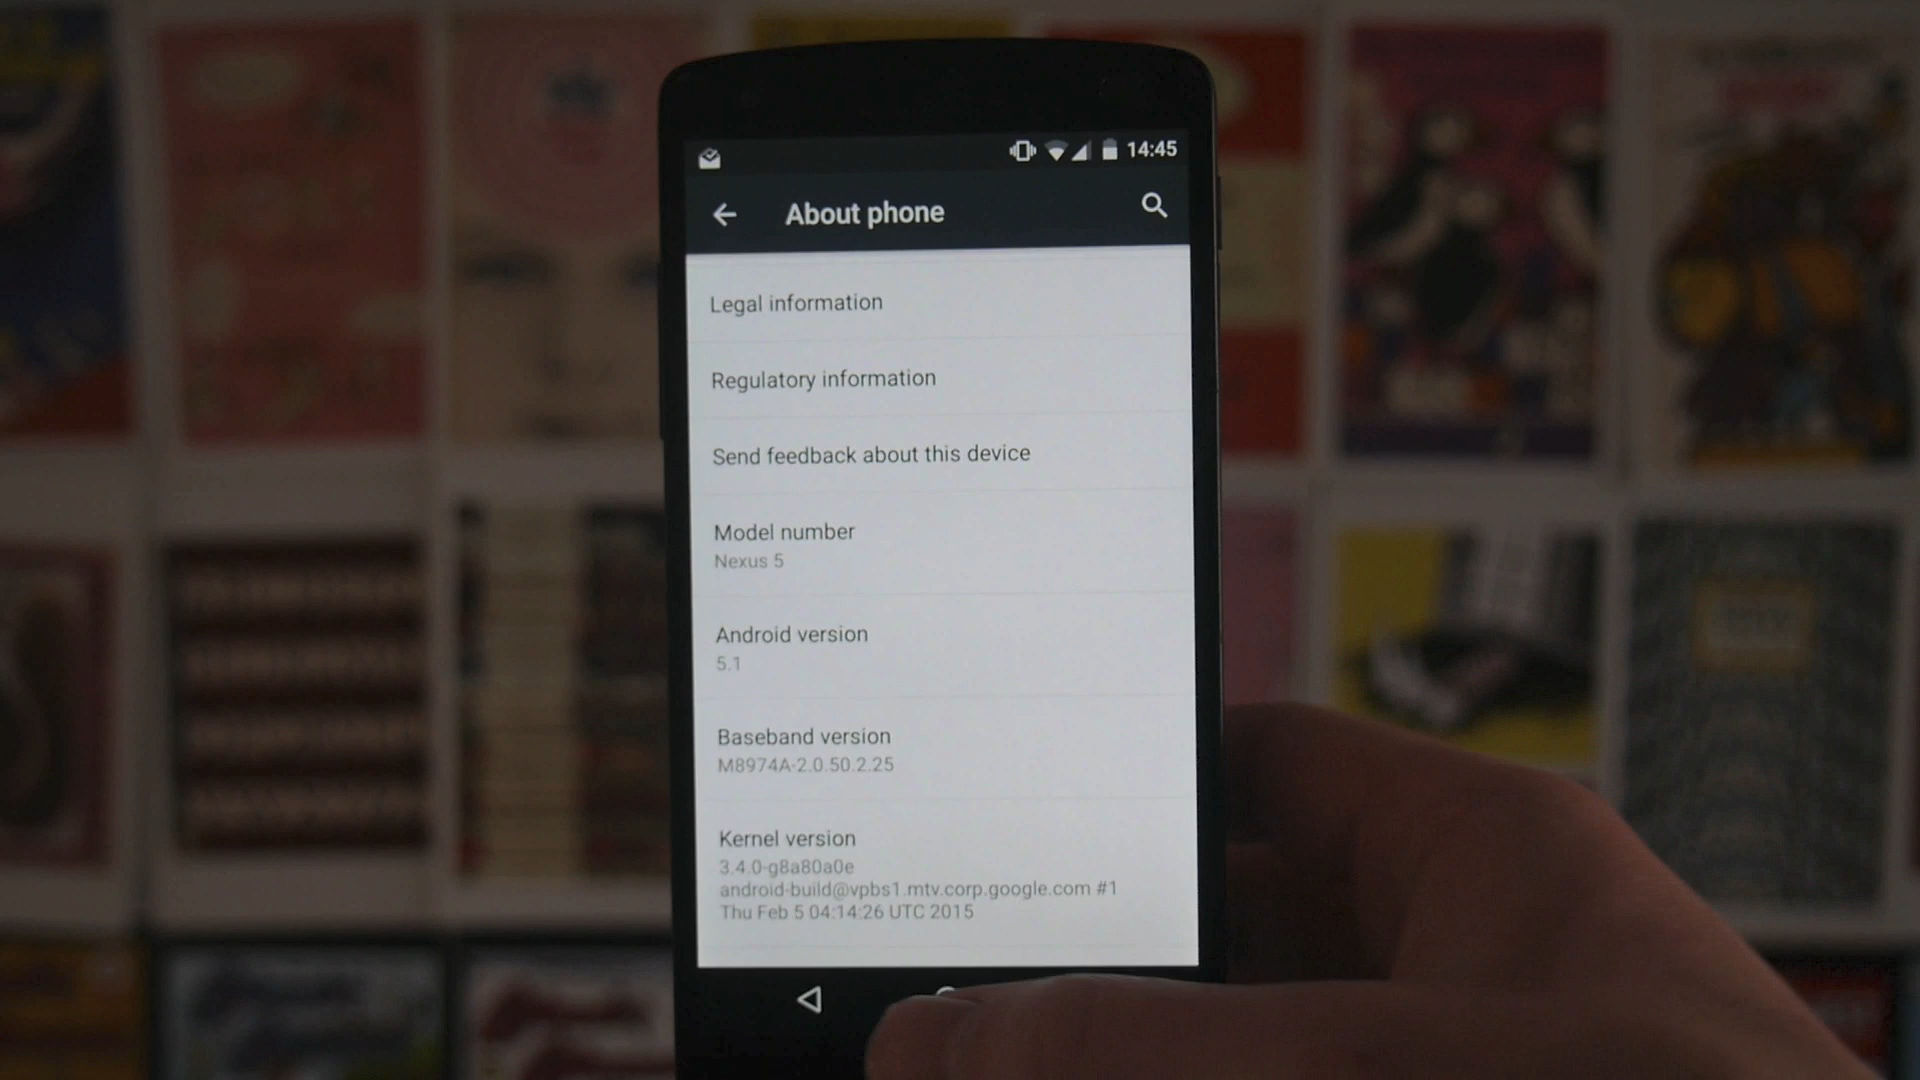 14:45
About phone
Legal information
Regulatory information
Send feedback about this device
Model number
Nexus 5
Android version
5.1
Baseband version
M8974A-2.0.50.2.25
Kernel version
3.4.0-g8a80a0e
android-build@vpbs1.mtv.corp.google.com #1
Thu Feb 5 04:14:26 UTC 2015